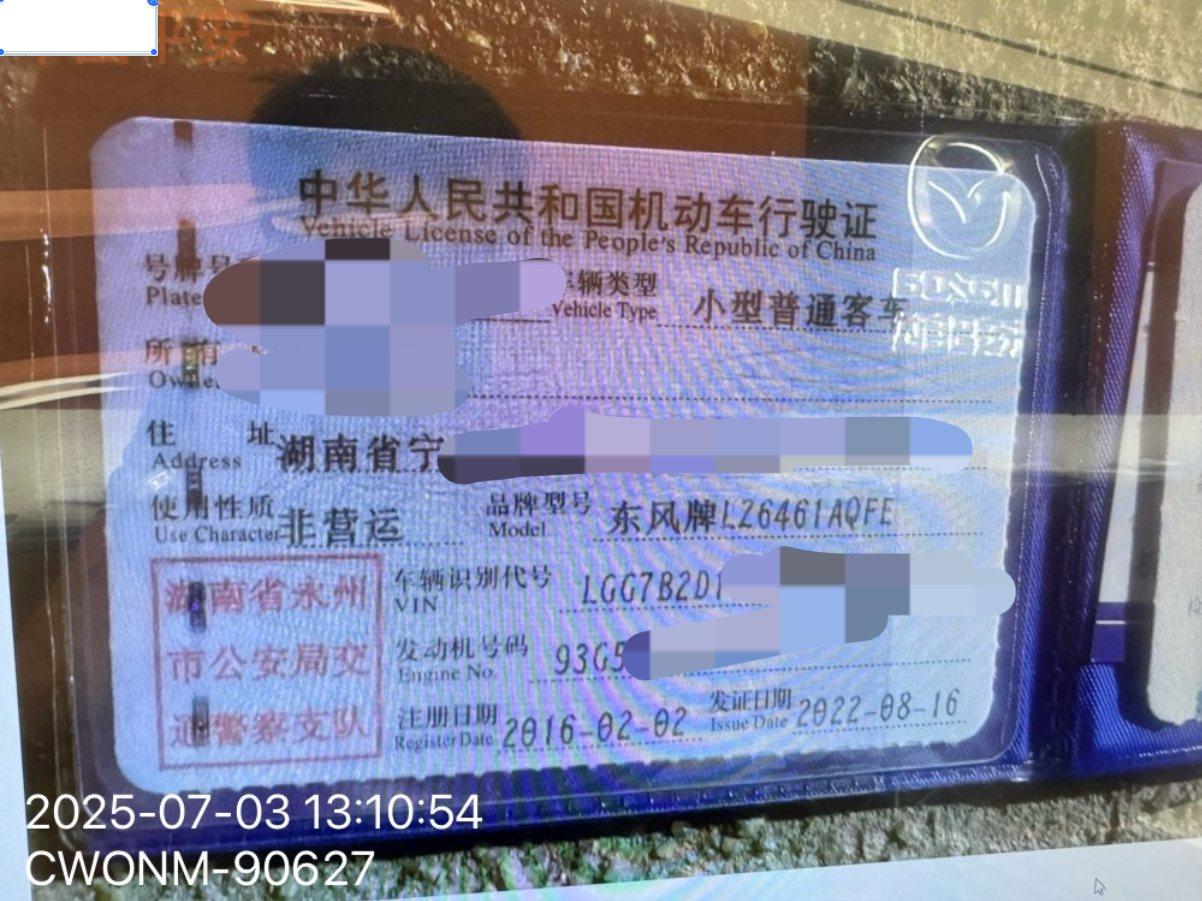 平安
中华人民共和国机动车行驶证
Vehicle License of the People's Republic of China
号牌号
Plate
车辆类型
Vehicle Type
小型普通客车
所有
Owner
住址
Address
湖南省宁
使用性质
Use Character
非营运
品牌型号
Model
东风牌LZ6461AQFE
湖南省永州
市公安局交
通警察支队
车辆识别代号
VIN
LGG7B2D1
发动机号码
Engine No.
93G5
注册日期
Register Date
2016-02-02
发证日期
Issue Date
2022-08-16
2025-07-03 13:10:54
CWONM-90627